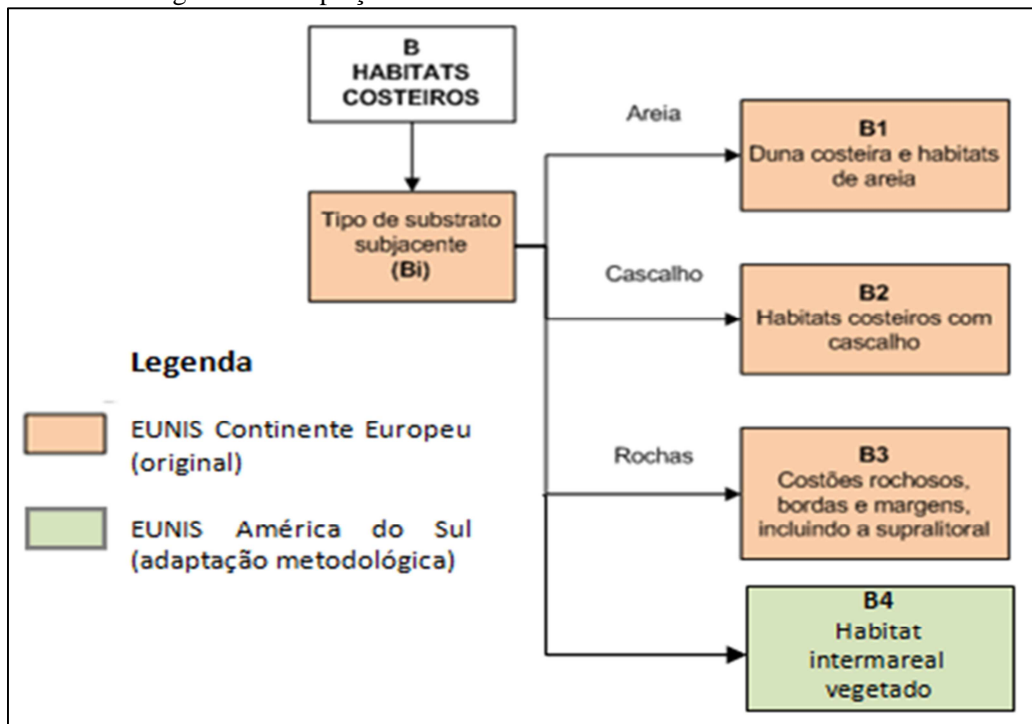 B
HABITATS
COSTEIROS
Tipo de substrato
subjacente
(Bi)
Areia
B1
Duna costeira e habitats
de areia
Cascalho
B2
Habitats costeiros com
cascalho
Rochas
B3
Costões rochosos,
bordas e margens,
incluindo a supralitoral
B4
Habitat
intermareal
vegetado
Legenda
EUNIS Continente Europeu
(original)
EUNIS América do Sul
(adaptação metodológica)